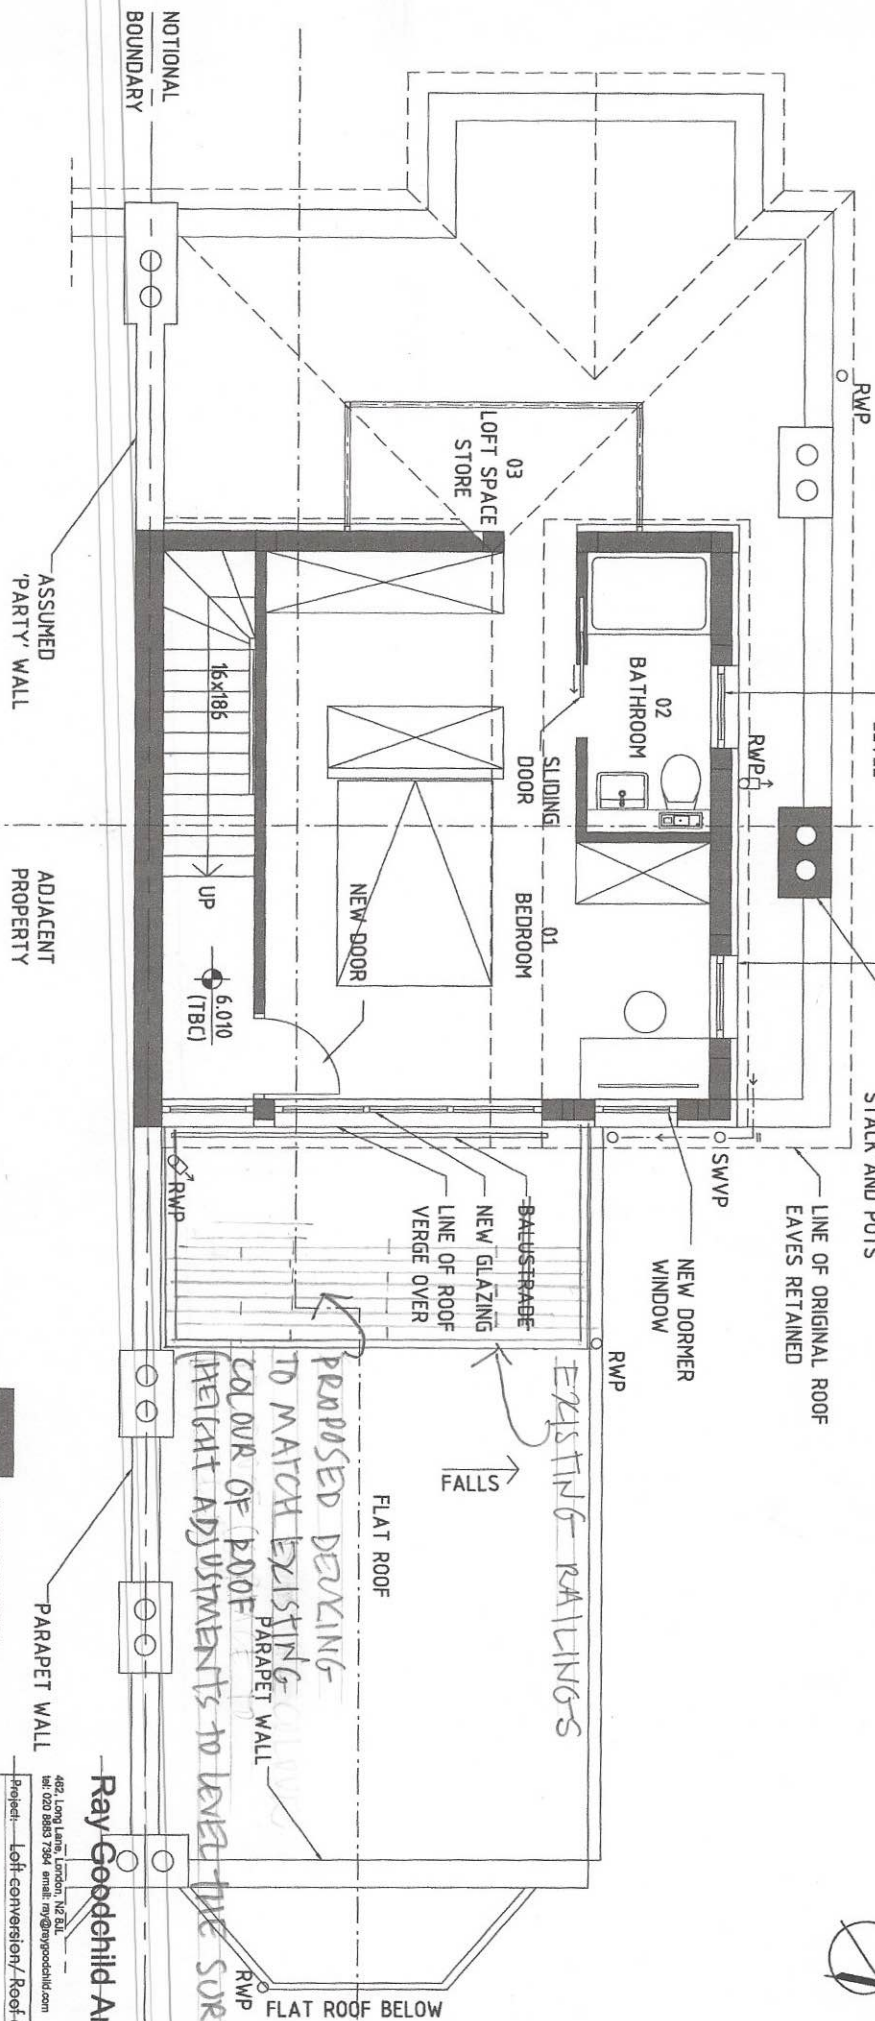 NOTIONAL
BOUNDARY
RWP
03
LOFT SPACE
STORE
ASSUMED
'PARTY' WALL
16x186
UP
02
BATHROOM
RWP
SLIDING
DOOR
01
BEDROOM
NEW DOOR
6.010
(TBC)
ADJACENT
PROPERTY
STACK AND POTS
LINE OF ORIGINAL ROOF
EAVES RETAINED
SWVP
NEW DORMER
WINDOW
BALUSTRADE
NEW GLAZING
LINE OF ROOF
VERGE OVER
RWP
RWP
EXISTING RAILINGS
FALLS
FLAT ROOF
PROPOSED DECKING
TO MATCH EXISTING
COLOUR OF ROOF
(HEIGHT ADJUSTMENTS TO LEVEL THE SUR
PARAPET WALL
PARAPET WALL
RWP
FLAT ROOF BELOW
Ray Goodchild A
462, Long Lane, London, N2 8JL
tel: 020 8883 7364 email: ray@raygoodchild.com
Project: Loft conversion/ Roof